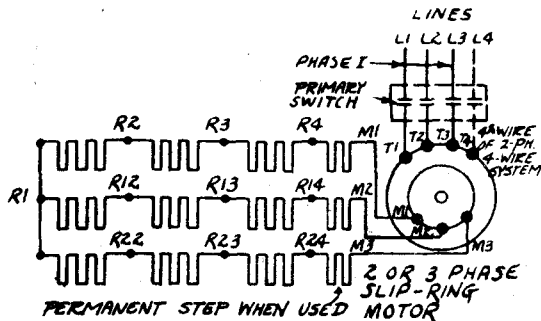 LINES
L1 L2 L3 L4
PHASE I
PRIMARY
SWITCH
R2 R3 R4 M1
T1 T2 T3 T4
4th WIRE
OF 2-PH.
4-WIRE
SYSTEM
R12 R13 R14 M2
R1
M1
M2
R22 R23 R24 M3 M3
2 OR 3 PHASE
SLIP-RING
MOTOR
PERMANENT STEP WHEN USED